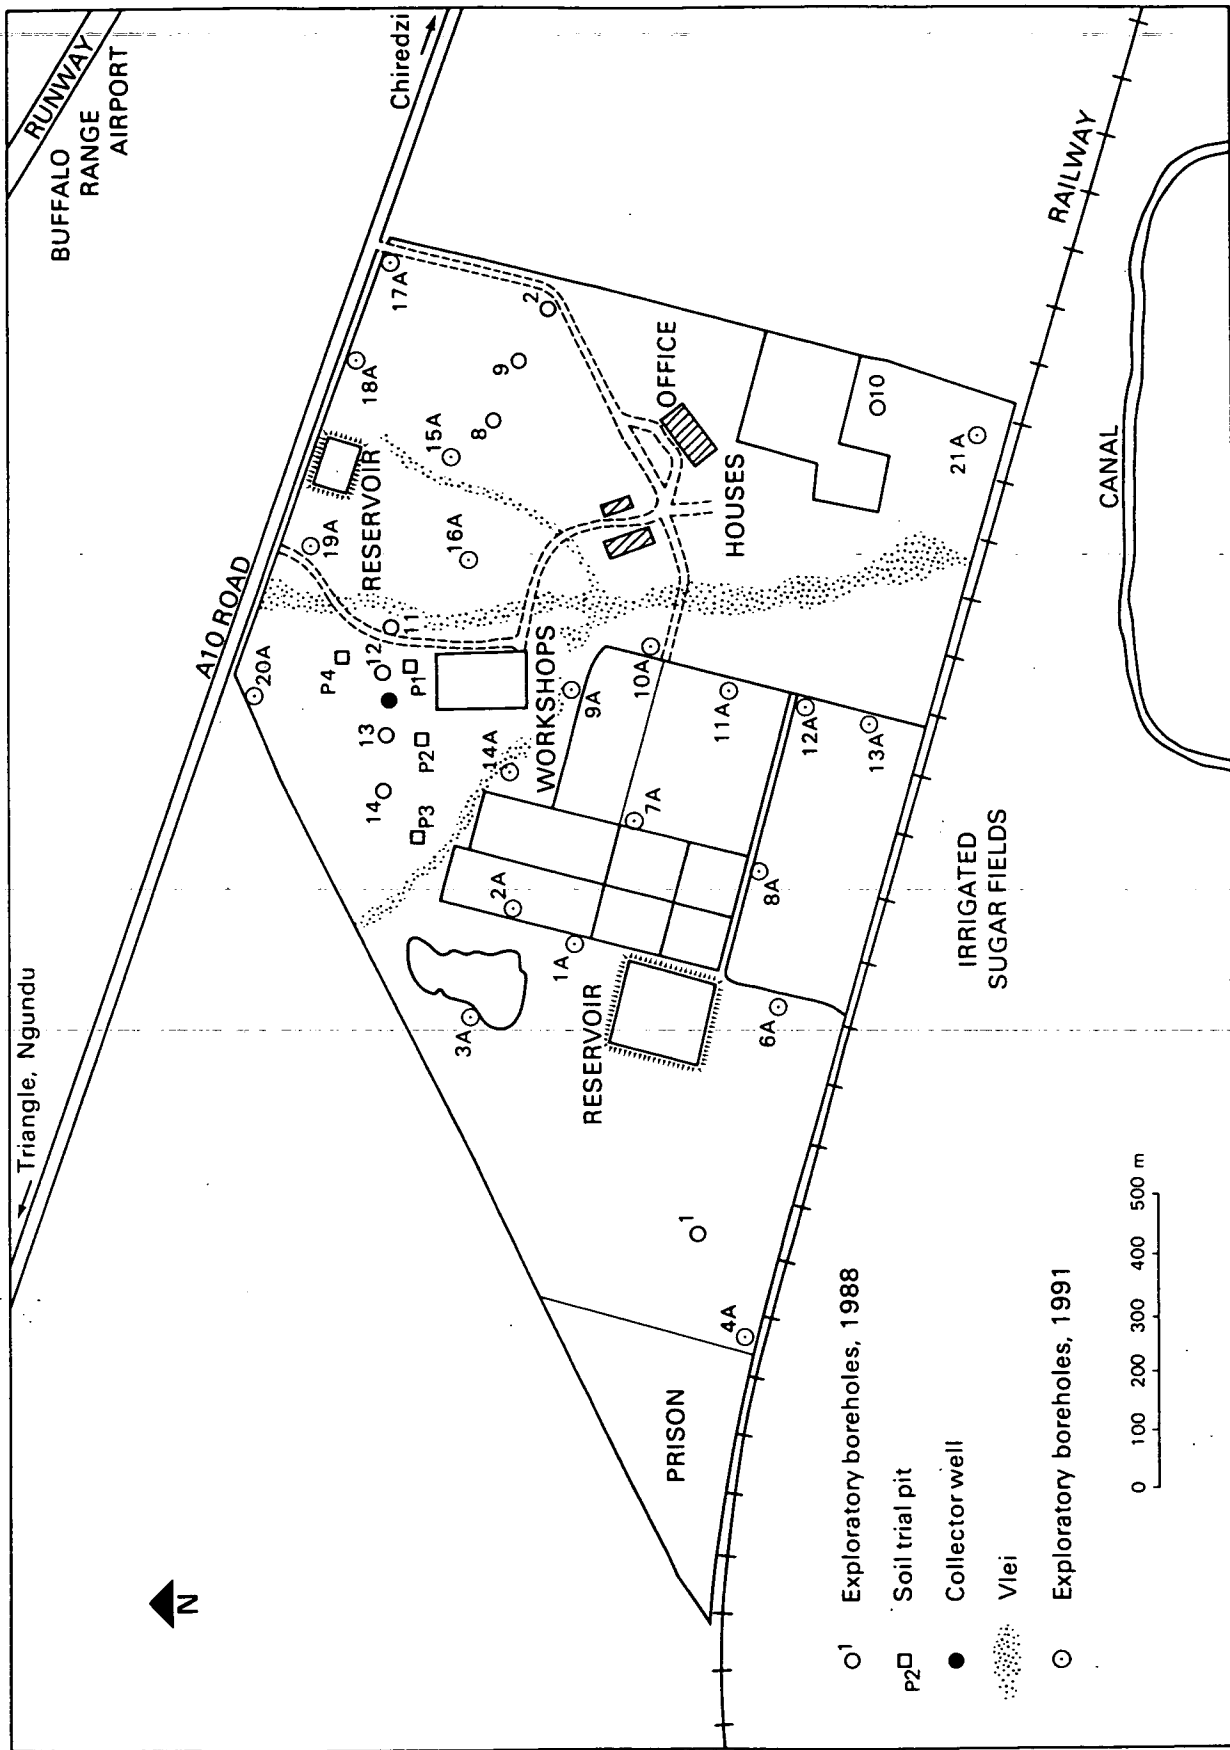 ← Triangle, Ngundu
A10 ROAD
RUNWAY
BUFFALO
RANGE
AIRPORT
Chiredzi
N
20A
19A
18A
17A
RESERVOIR
P4
12
11
P1
13
P2
14
P3
15A
16A
8
9
2
14A
WORKSHOPS
9A
10A
HOUSES
OFFICE
2A
1A
3A
7A
11A
12A
13A
8A
6A
RESERVOIR
10
21A
1
4A
PRISON
RAILWAY
CANAL
IRRIGATED
SUGAR FIELDS
1 Exploratory boreholes, 1988
P2 Soil trial pit
Collector well
Vlei
Exploratory boreholes, 1991
0 100 200 300 400 500 m